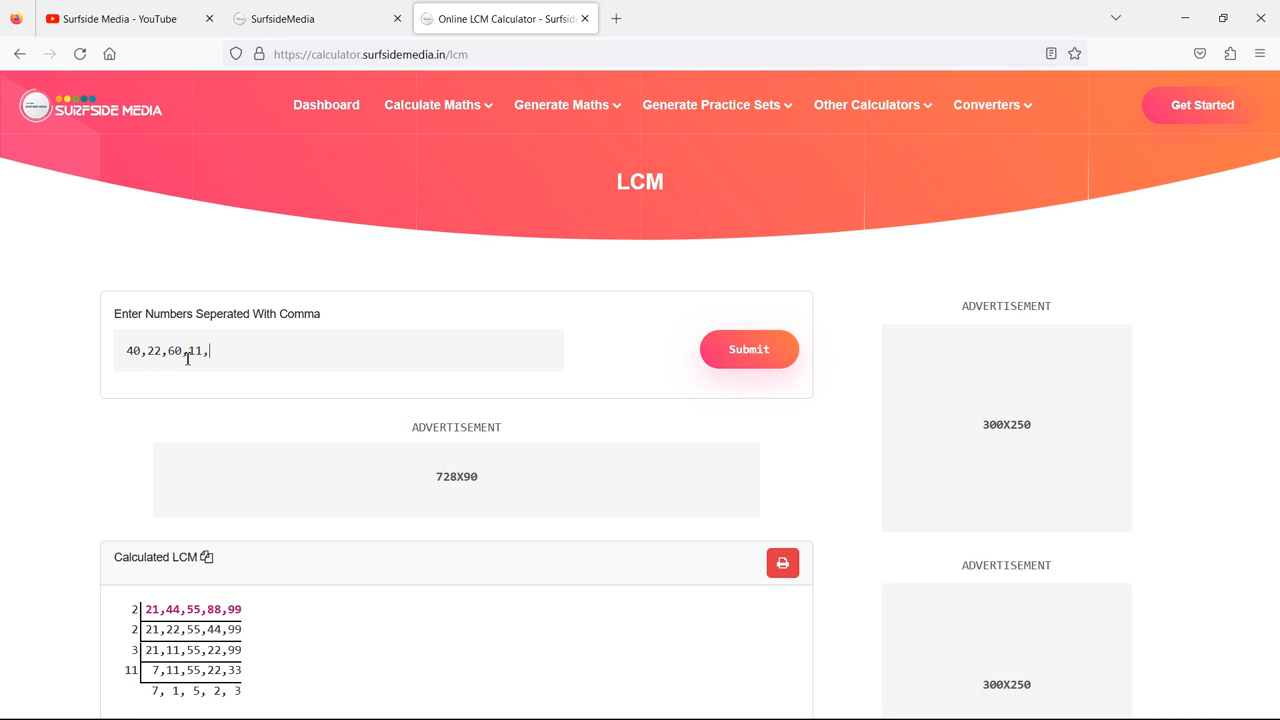 Surfside Media - YouTube
SurfsideMedia
Online LCM Calculator - Surfsid
https://calculator.surfsidemedia.in/lcm
SURFSIDE MEDIA
Dashboard
Calculate Maths
Generate Maths
Generate Practice Sets
Other Calculators
Converters
Get Started
LCM
Enter Numbers Seperated With Comma
40,22,60,11,
Submit
ADVERTISEMENT
300X250
ADVERTISEMENT
728X90
Calculated LCM
ADVERTISEMENT
300X250
2 21,44,55,88,99
2 21,22,55,44,99
3 21,11,55,22,99
11 7,11,55,22,33
7, 1, 5, 2, 3